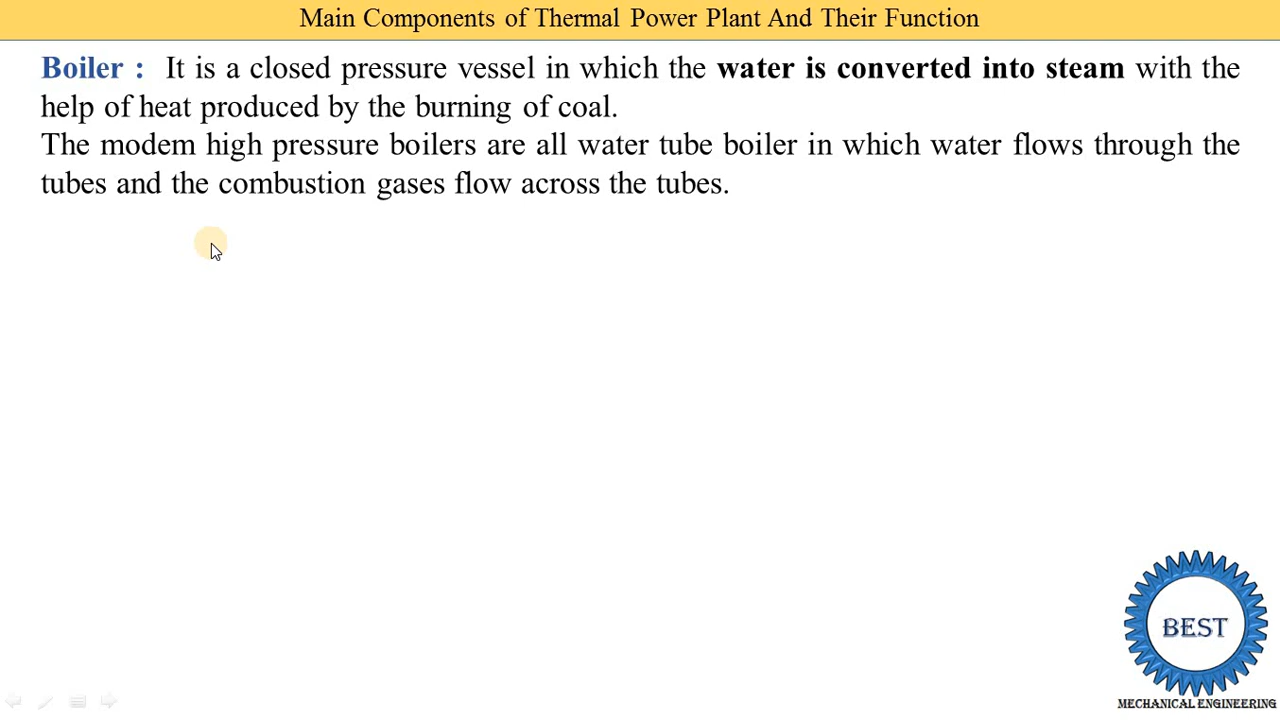 Main Components of Thermal Power Plant And Their Function
Boiler : It is a closed pressure vessel in which the water is converted into steam with the
help of heat produced by the burning of coal.
The modem high pressure boilers are all water tube boiler in which water flows through the
tubes and the combustion gases flow across the tubes.
BEST
MECHANICAL ENGINEERING